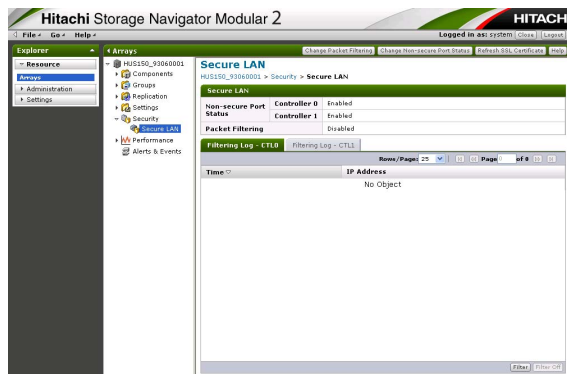 Hitachi Storage Navigator Modular 2
HITACH
File Go Help
Logged in as: system Close Logout
Explorer
Resource
Arrays
Administration
Settings
Arrays
HUS150_93060001
Components
Groups
Replication
Settings
Security
Secure LAN
Performance
Alerts & Events
Change Packet Filtering Change Non-secure Port Status Refresh SSL Certificate Help
Secure LAN
HUS150_93060001 > Security > Secure LAN
Secure LAN
Non-secure Port Status Controller 0 Enabled
Controller 1 Enabled
Packet Filtering Disabled
Filtering Log - CTL0 Filtering Log - CTL1
Rows/Page: 25 Page 0 of 0
Time IP Address
No Object
Filter Filter Off